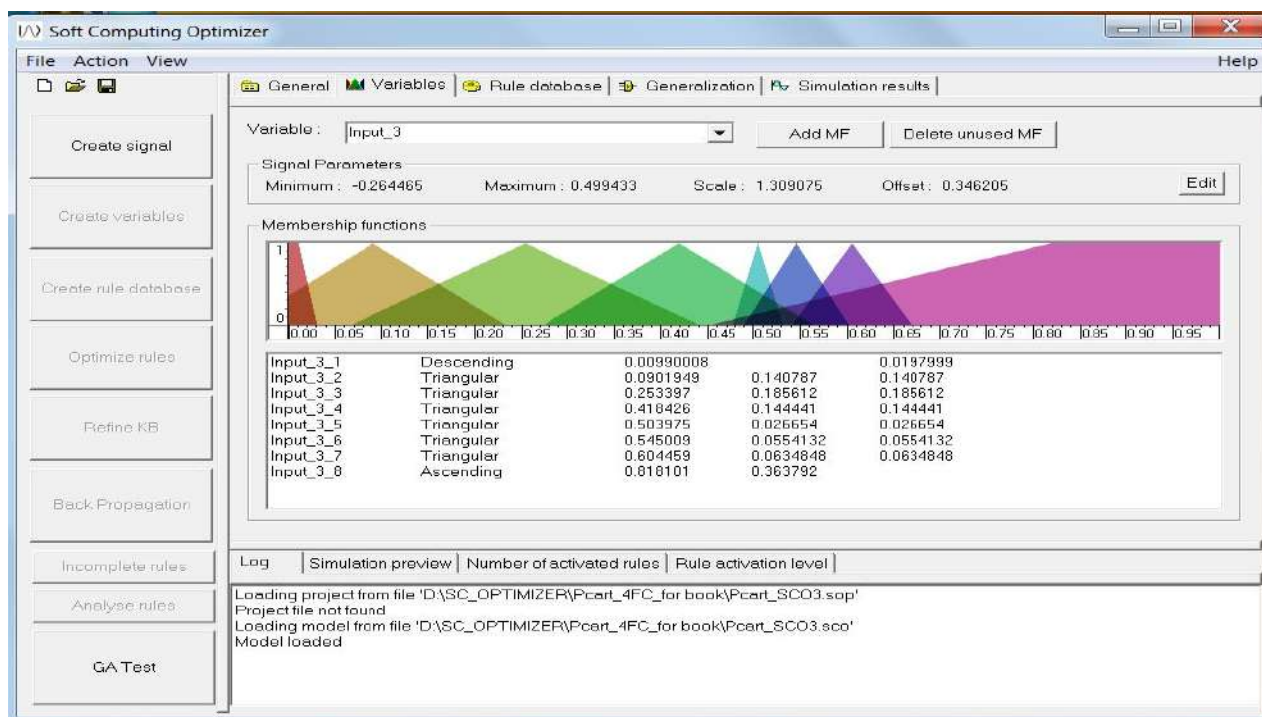 Soft Computing Optimizer
File Action View Help
General Variables Rule database Generalization Simulation results
Create signal
Create variables
Create rule database
Optimize rules
Refine KB
Back Propagation
Incomplete rules
Analyse rules
GA Test
Variable : Input_3 Add MF Delete unused MF
Signal Parameters
Minimum : -0.264465 Maximum : 0.499433 Scale : 1.309075 Offset : 0.346205 Edit
Membership functions
1
0
0.00 0.05 0.10 0.15 0.20 0.25 0.30 0.35 0.40 0.45 0.50 0.55 0.60 0.65 0.70 0.75 0.80 0.85 0.90 0.95
Input_3_1 Descending 0.00990008 0.0197999
Input_3_2 Triangular 0.0901949 0.140787 0.140787
Input_3_3 Triangular 0.253397 0.185612 0.185612
Input_3_4 Triangular 0.418426 0.144441 0.144441
Input_3_5 Triangular 0.503975 0.026654 0.026654
Input_3_6 Triangular 0.545009 0.0554132 0.0554132
Input_3_7 Triangular 0.604459 0.0634848 0.0634848
Input_3_8 Ascending 0.818101 0.363792
Log Simulation preview Number of activated rules Rule activation level
Loading project from file 'D:\SC_OPTIMIZER\Pcart_4FC_for book\Pcart_SCO3.sop'
Project file not found
Loading model from file 'D:\SC_OPTIMIZER\Pcart_4FC_for book\Pcart_SCO3.sco'
Model loaded